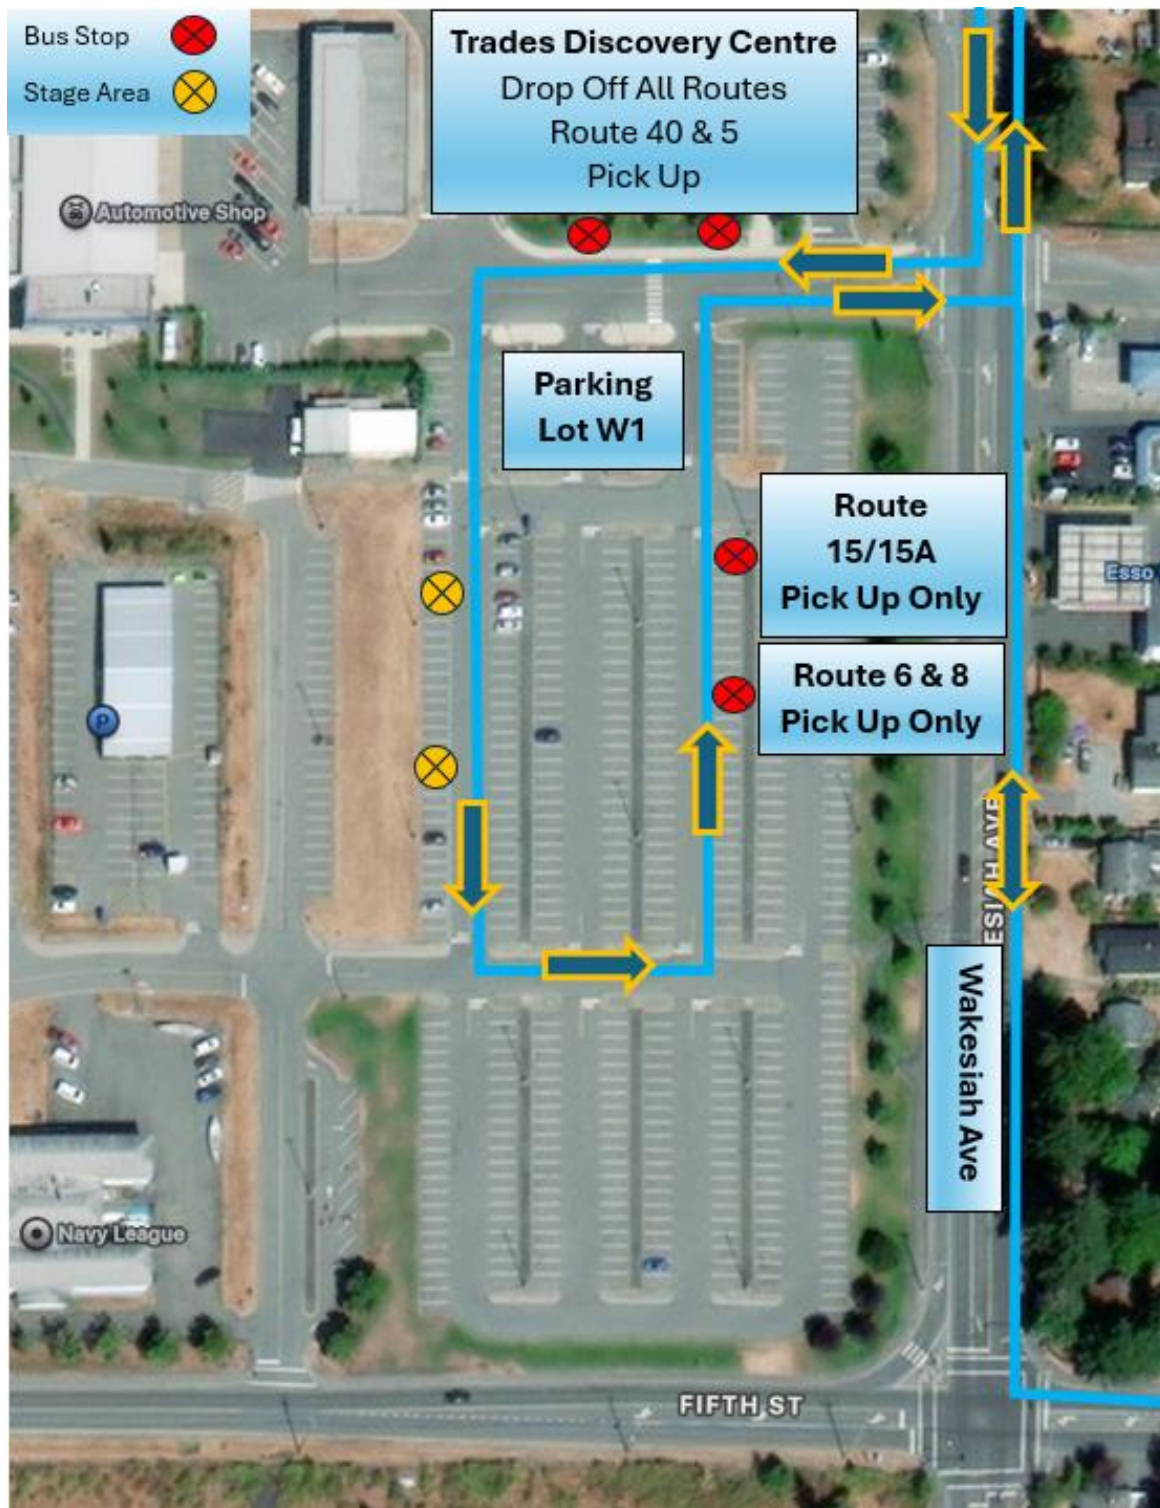 Bus Stop
Stage Area
Trades Discovery Centre
Drop Off All Routes
Route 40 & 5
Pick Up
Automotive Shop
Parking
Lot W1
Route
15/15A
Pick Up Only
Esso
Route 6 & 8
Pick Up Only
P
ESIAH AVE
Wakesiah Ave
Navy League
FIFTH ST